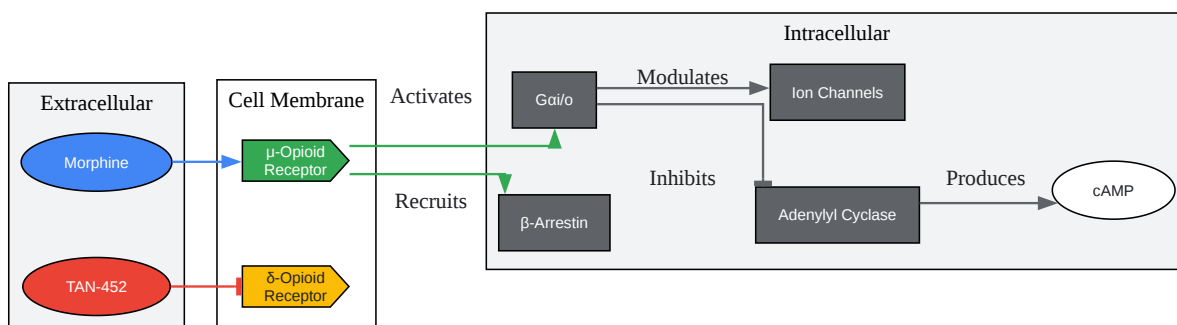 Extracellular
Morphine
TAN-452
Cell Membrane
μ-Opioid
Receptor
δ-Opioid
Receptor
Activates
Recruits
Intracellular
Gαi/o
Modulates
Ion Channels
β-Arrestin
Inhibits
Adenylyl Cyclase
Produces
cAMP